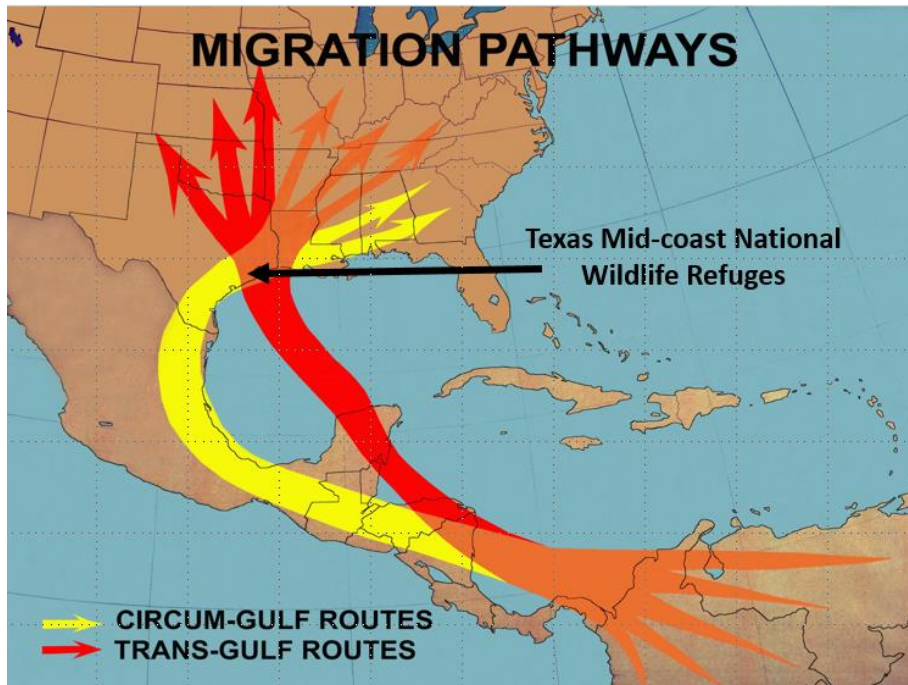 MIGRATION PATHWAYS
Texas Mid-coast National
Wildlife Refuges
CIRCUM-GULF ROUTES
TRANS-GULF ROUTES